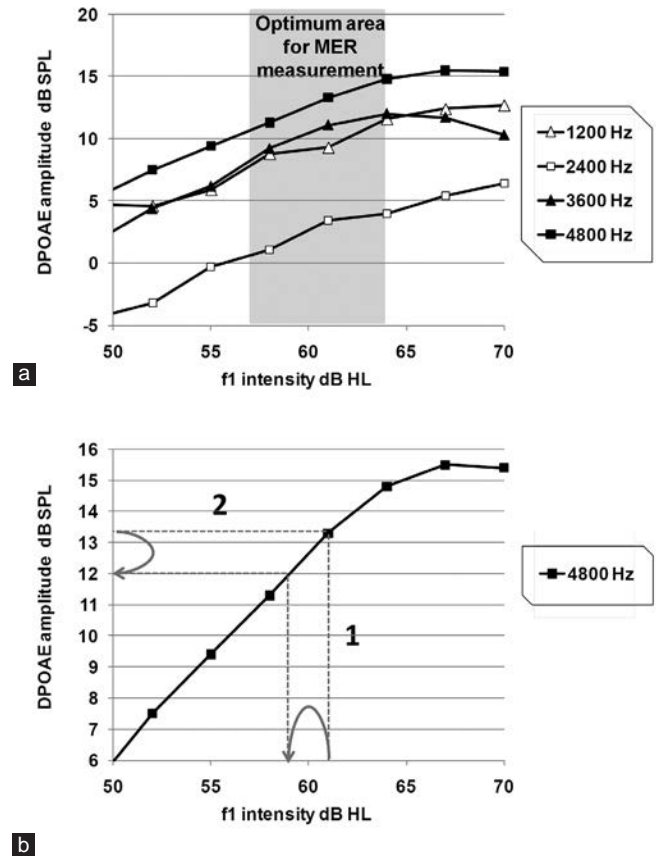 20
15
10
5
0
-5
DPOAE amplitude dB SPL
Optimum area
for MER
measurement
50 55 60 65 70
f1 intensity dB HL
1200 Hz
2400 Hz
3600 Hz
4800 Hz
a
16
15
14
13
12
11
10
9
8
7
6
DPOAE amplitude dB SPL
2
1
50 55 60 65 70
f1 intensity dB HL
4800 Hz
b